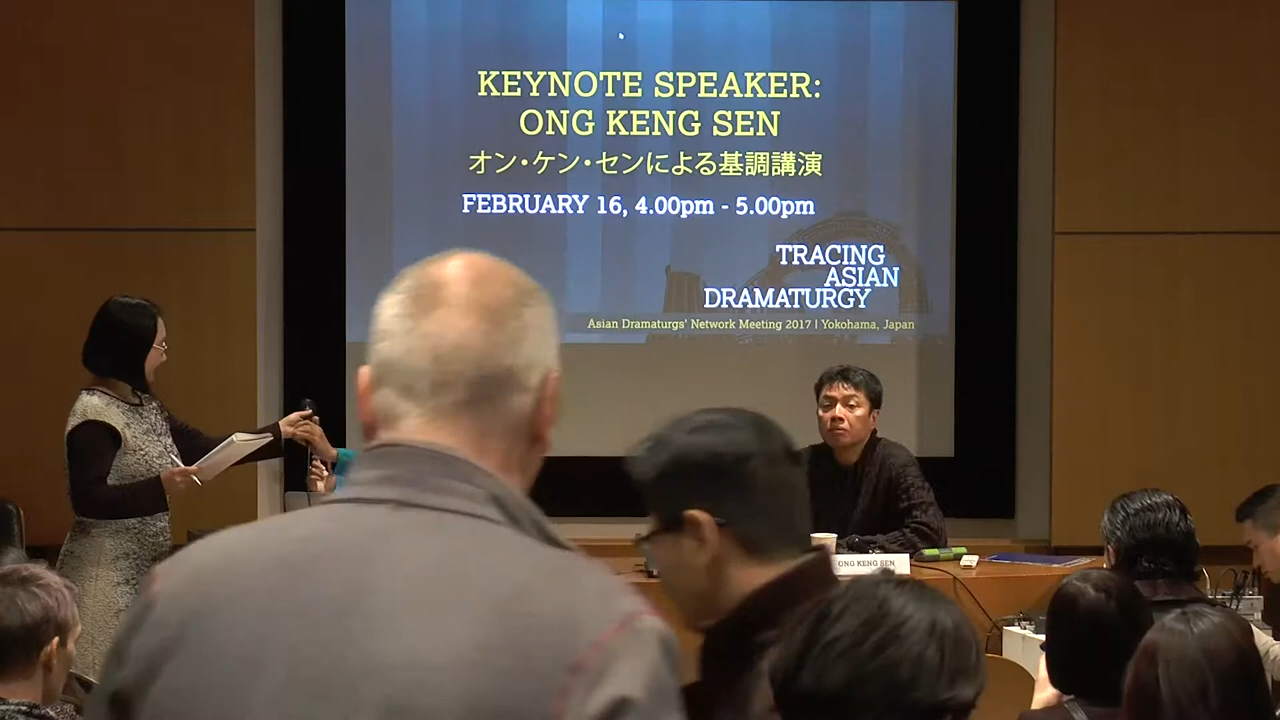 KEYNOTE SPEAKER:
ONG KENG SEN
オン・ケン・センによる基調講演
FEBRUARY 16, 4.00pm - 5.00pm
TRACING
ASIAN
DRAMATURGY
Asian Dramaturgs' Network Meeting 2017 | Yokohama, Japan
ONG KENG SEN